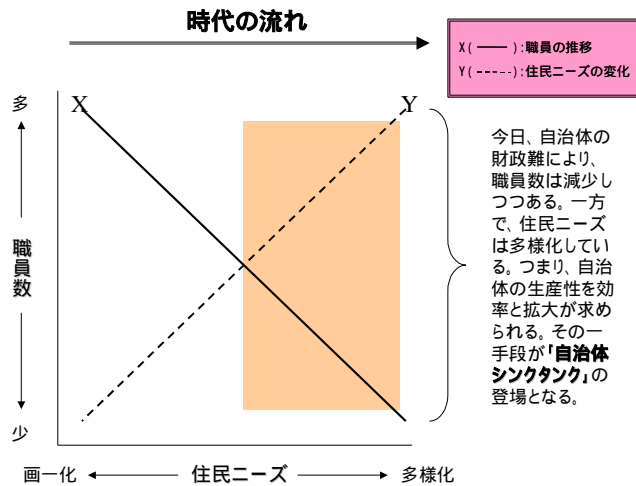 時代の流れ
X( ─── ):職員の推移
Y( ----- ):住民ニーズの変化
多
X
Y
職員数
少
画一化
住民ニーズ
多様化
今日、自治体の
財政難により、
職員数は減少し
つつある。一方
で、住民ニーズ
は多様化してい
る。つまり、自治
体の生産性を効
率と拡大が求め
られる。その一
手段が「自治体
シンクタンク」の
登場となる。